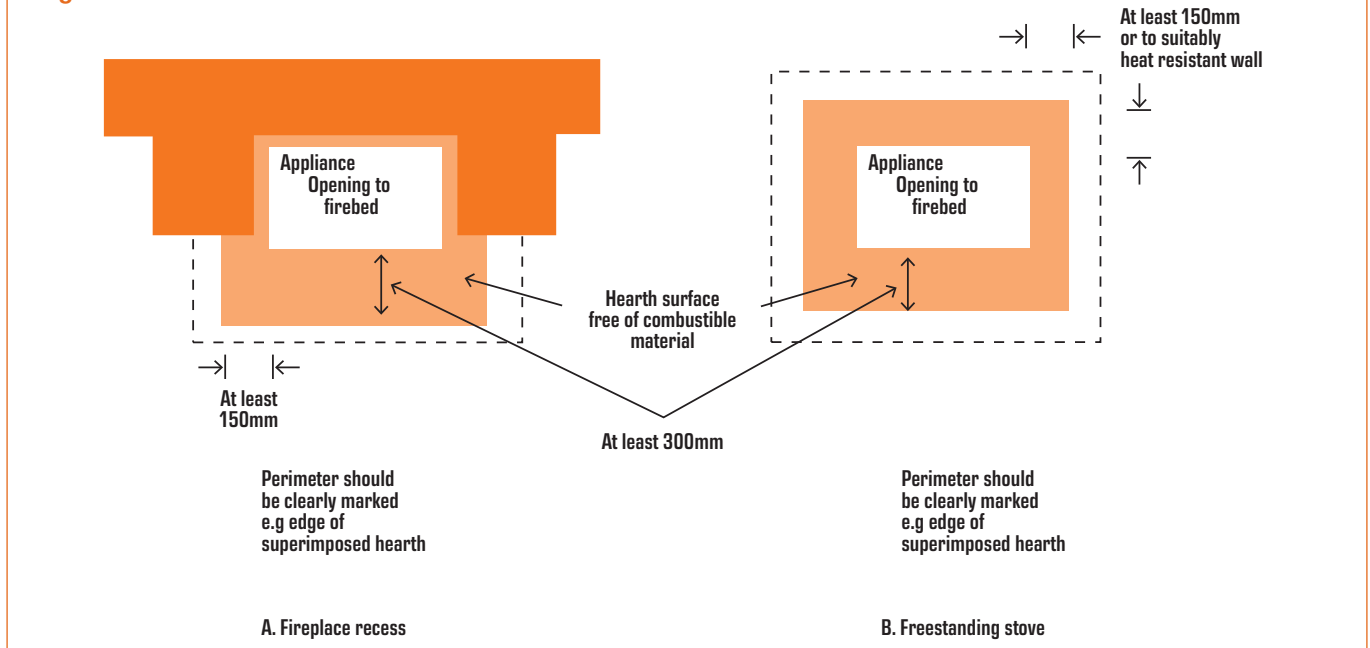 At least 150mm
or to suitably
heat resistant wall
Appliance
Opening to
firebed
Appliance
Opening to
firebed
Hearth surface
free of combustible
material
At least
150mm
At least 300mm
Perimeter should
be clearly marked
e.g edge of
superimposed hearth
Perimeter should
be clearly marked
e.g edge of
superimposed hearth
A. Fireplace recess
B. Freestanding stove